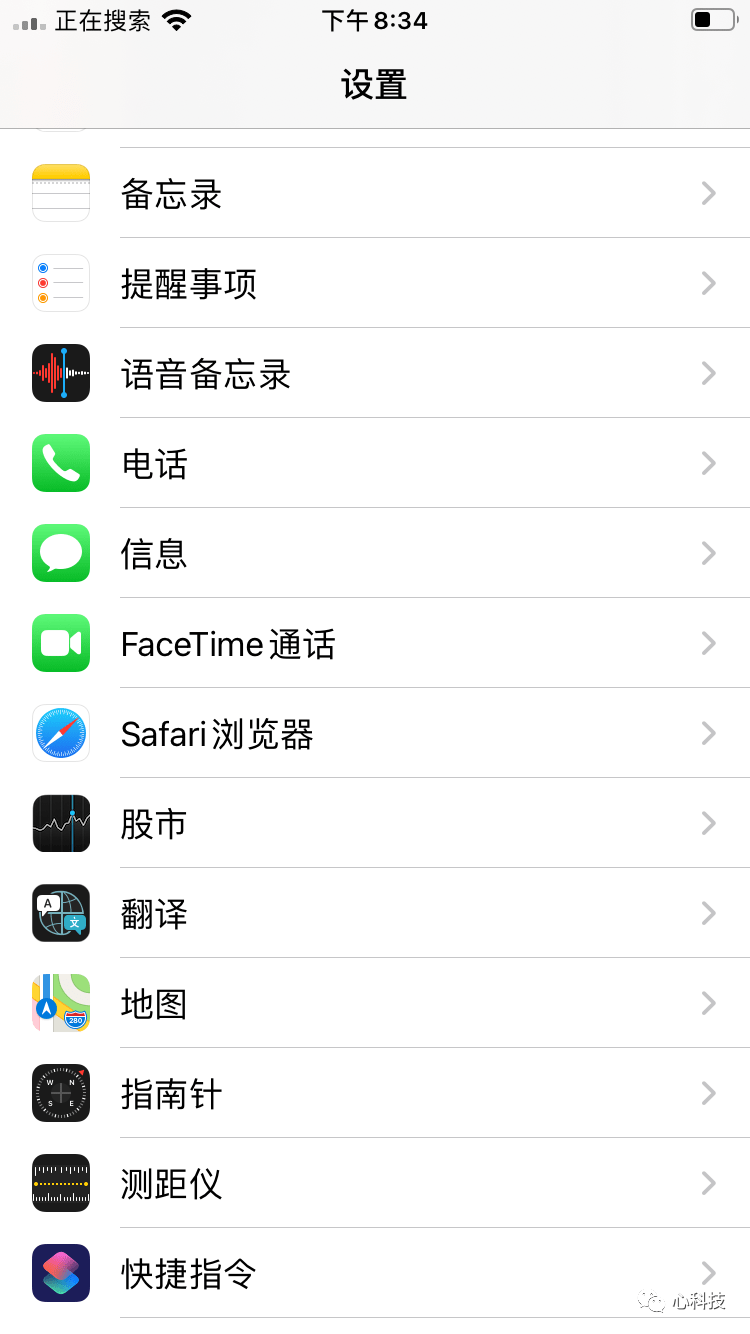 正在搜索 下午8:34
设置
备忘录
提醒事项
语音备忘录
电话
信息
FaceTime通话
Safari浏览器
股市
A
文
翻译
280
地图
W N
S E
指南针
测距仪
快捷指令
心科技